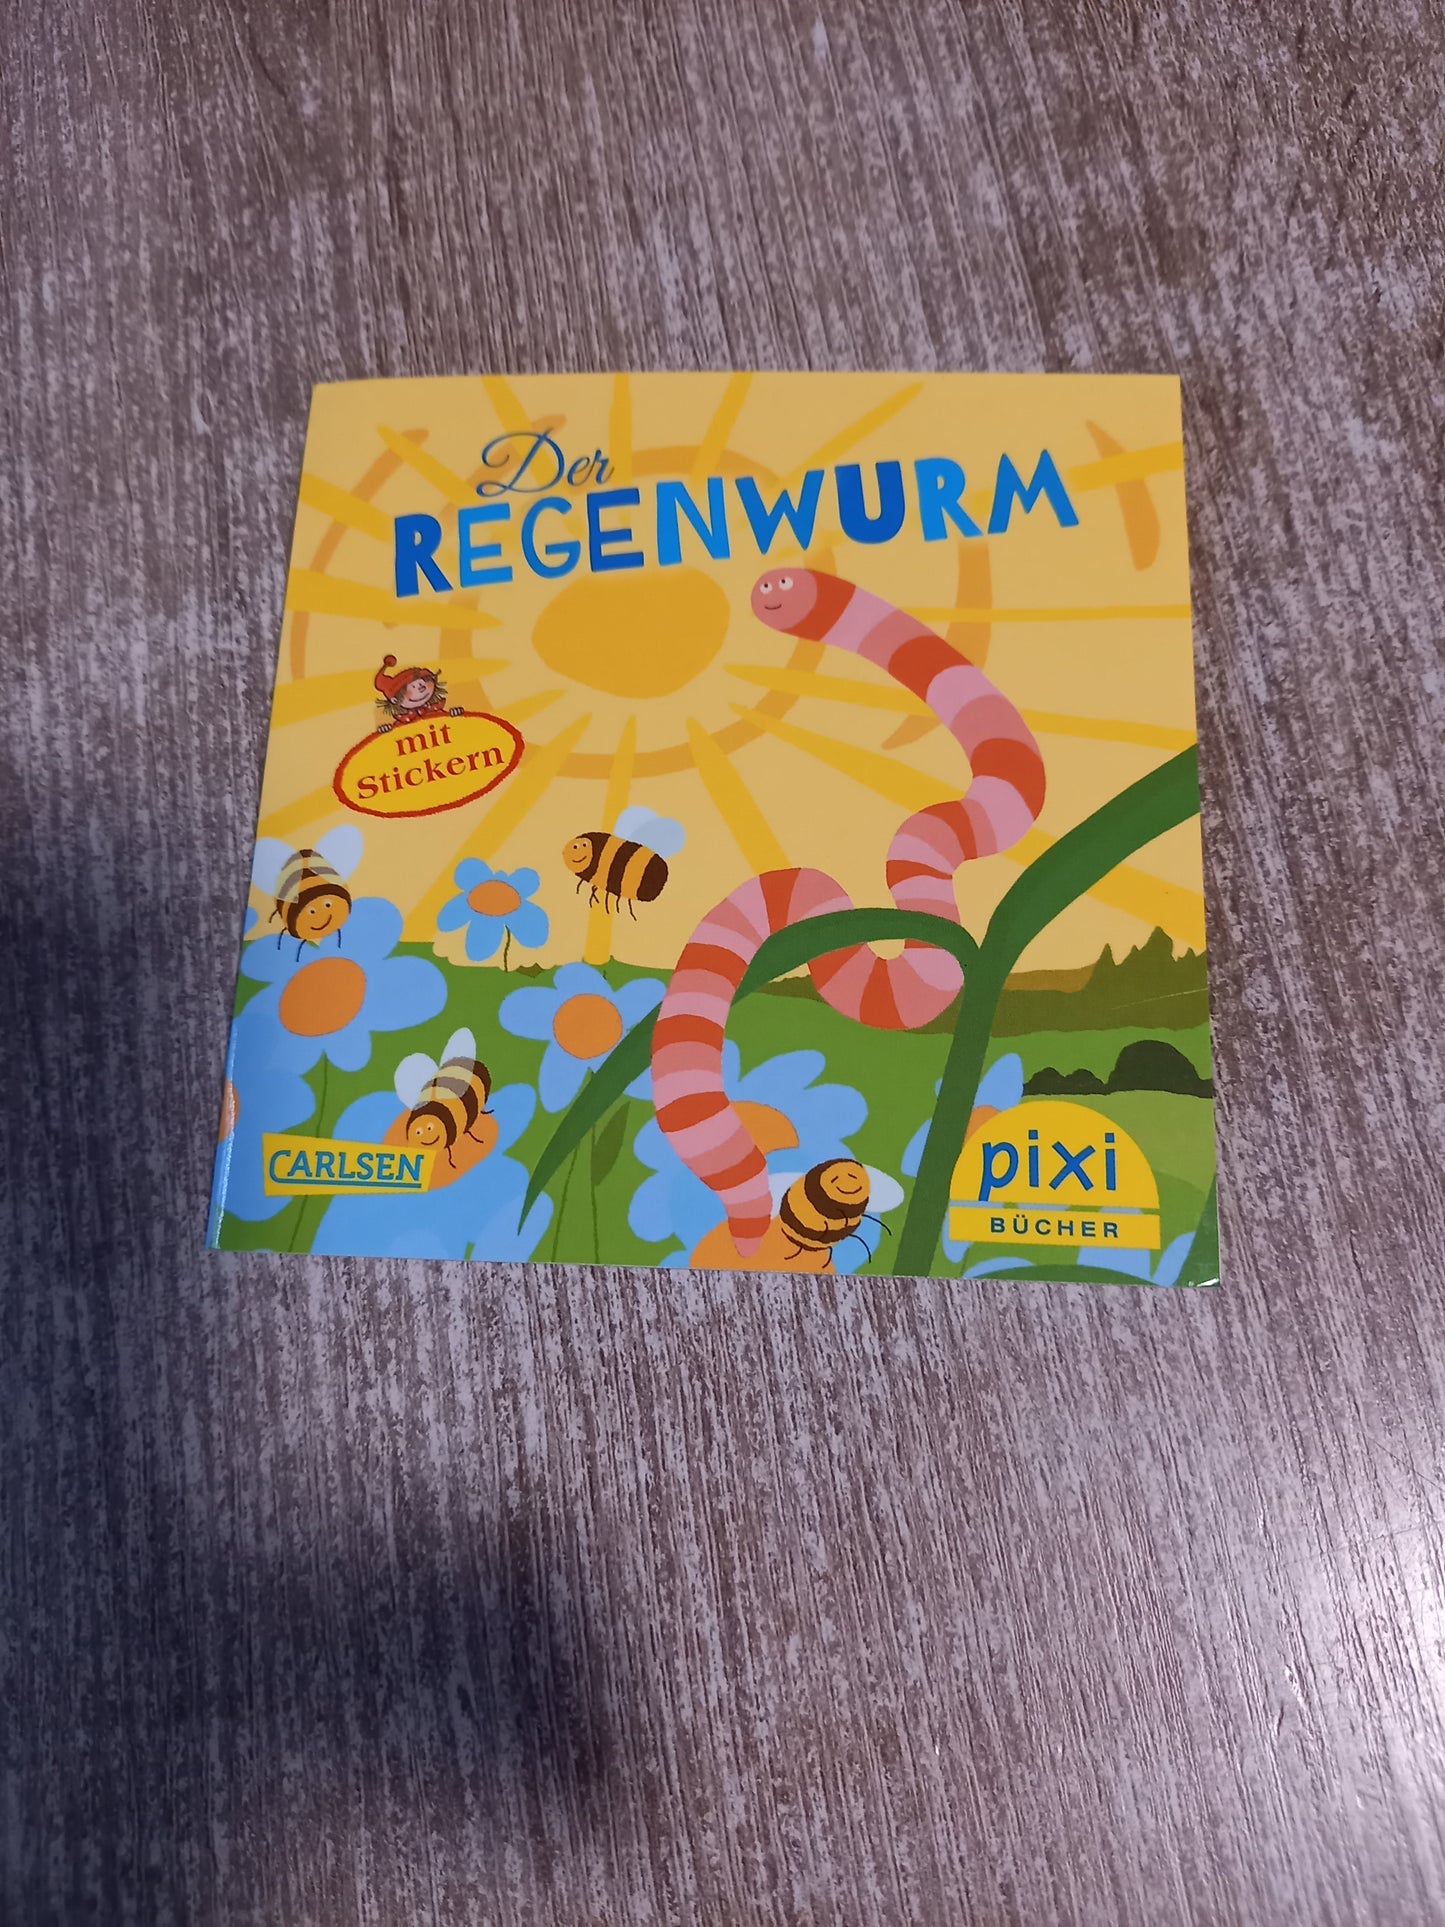 Der
REGENWURM
mit
Stickern
CARLSEN
pixi
BÜCHER